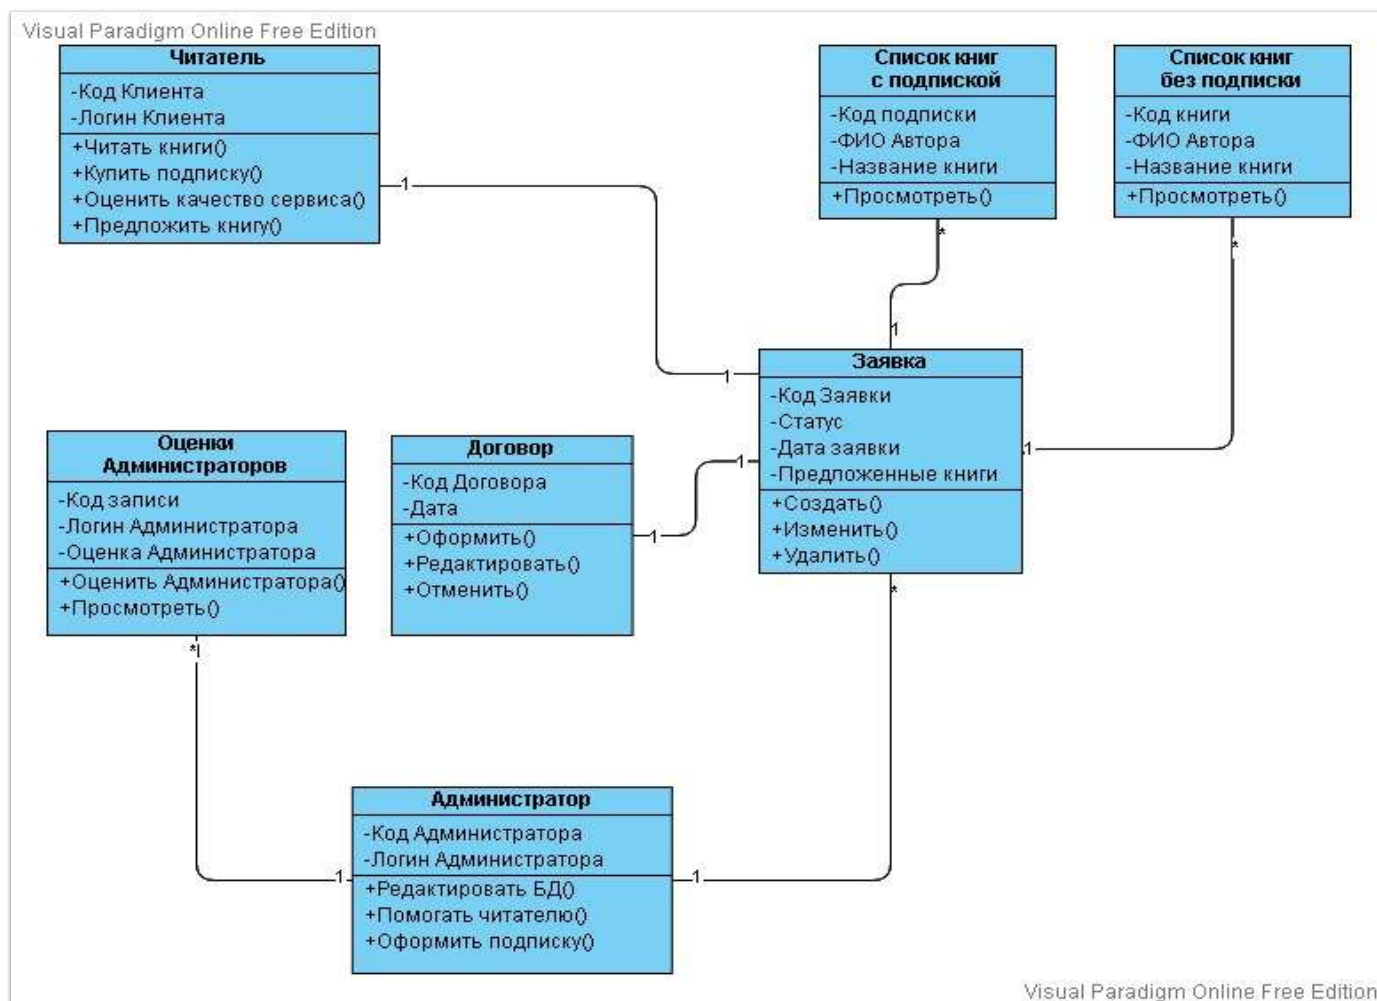 Visual Paradigm Online Free Edition
Читатель
-Код Клиента
-Логин Клиента
+Читать книги()
+Купить подписку()
+Оценить качество сервиса()
+Предложить книгу()
Список книг
с подпиской
-Код подписки
-ФИО Автора
-Название книги
+Просмотреть()
Список книг
без подписки
-Код книги
-ФИО Автора
-Название книги
+Просмотреть()
1
*
*
1
1
Заявка
-Код Заявки
-Статус
-Дата заявки
-Предложенные книги
+Создать()
+Изменить()
+Удалить()
1
1
1
*
Оценки
Администраторов
-Код записи
-Логин Администратора
-Оценка Администратора
+Оценить Администратора()
+Просмотреть()
*
Договор
-Код Договора
-Дата
+Оформить()
+Редактировать()
+Отменить()
Администратор
-Код Администратора
-Логин Администратора
+Редактировать БД()
+Помогать читателю()
+Оформить подписку()
1
1
Visual Paradigm Online Free Edition